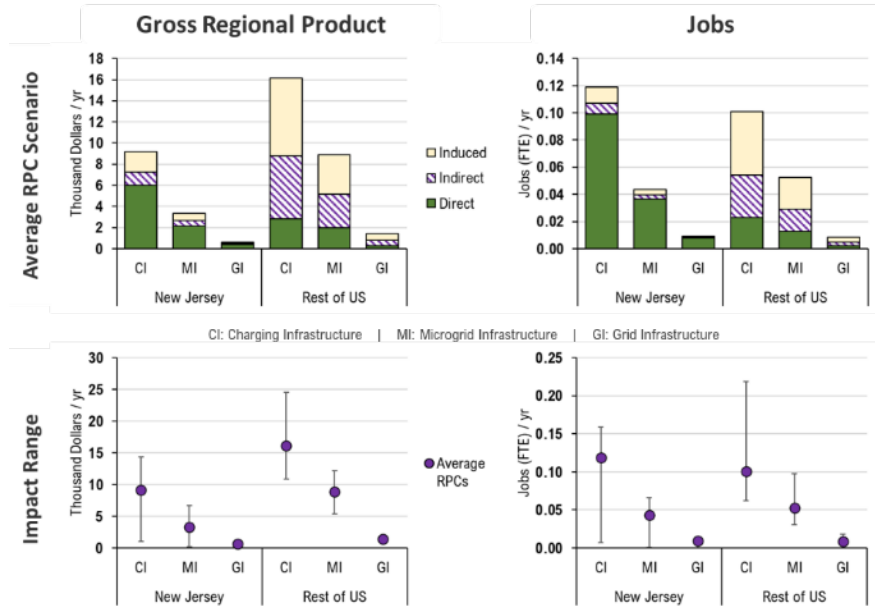 Gross Regional Product
Jobs
Average RPC Scenario
Thousand Dollars / yr
18
16
14
12
10
8
6
4
2
0
CI MI GI CI MI GI
New Jersey Rest of US
Induced
Indirect
Direct
Jobs (FTE) / yr
0.14
0.12
0.10
0.08
0.06
0.04
0.02
0.00
CI MI GI CI MI GI
New Jersey Rest of US
CI: Charging Infrastructure | MI: Microgrid Infrastructure | GI: Grid Infrastructure
Impact Range
Thousand Dollars / yr
30
25
20
15
10
5
0
CI MI GI CI MI GI
New Jersey Rest of US
Average
RPCs
Jobs (FTE) / yr
0.25
0.20
0.15
0.10
0.05
0.00
CI MI GI CI MI GI
New Jersey Rest of US